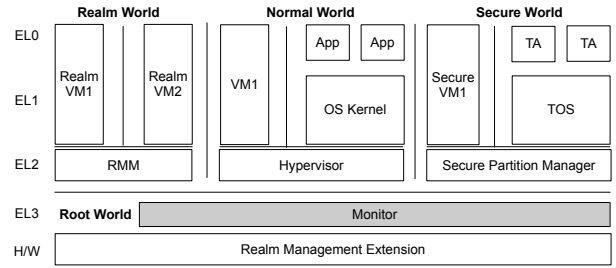 Realm World Normal World Secure World
EL0
App App TA TA
Realm VM1
Realm VM2
VM1
Secure VM1
EL1
OS Kernel
TOS
EL2 RMM Hypervisor Secure Partition Manager
EL3 Root World Monitor
H/W Realm Management Extension